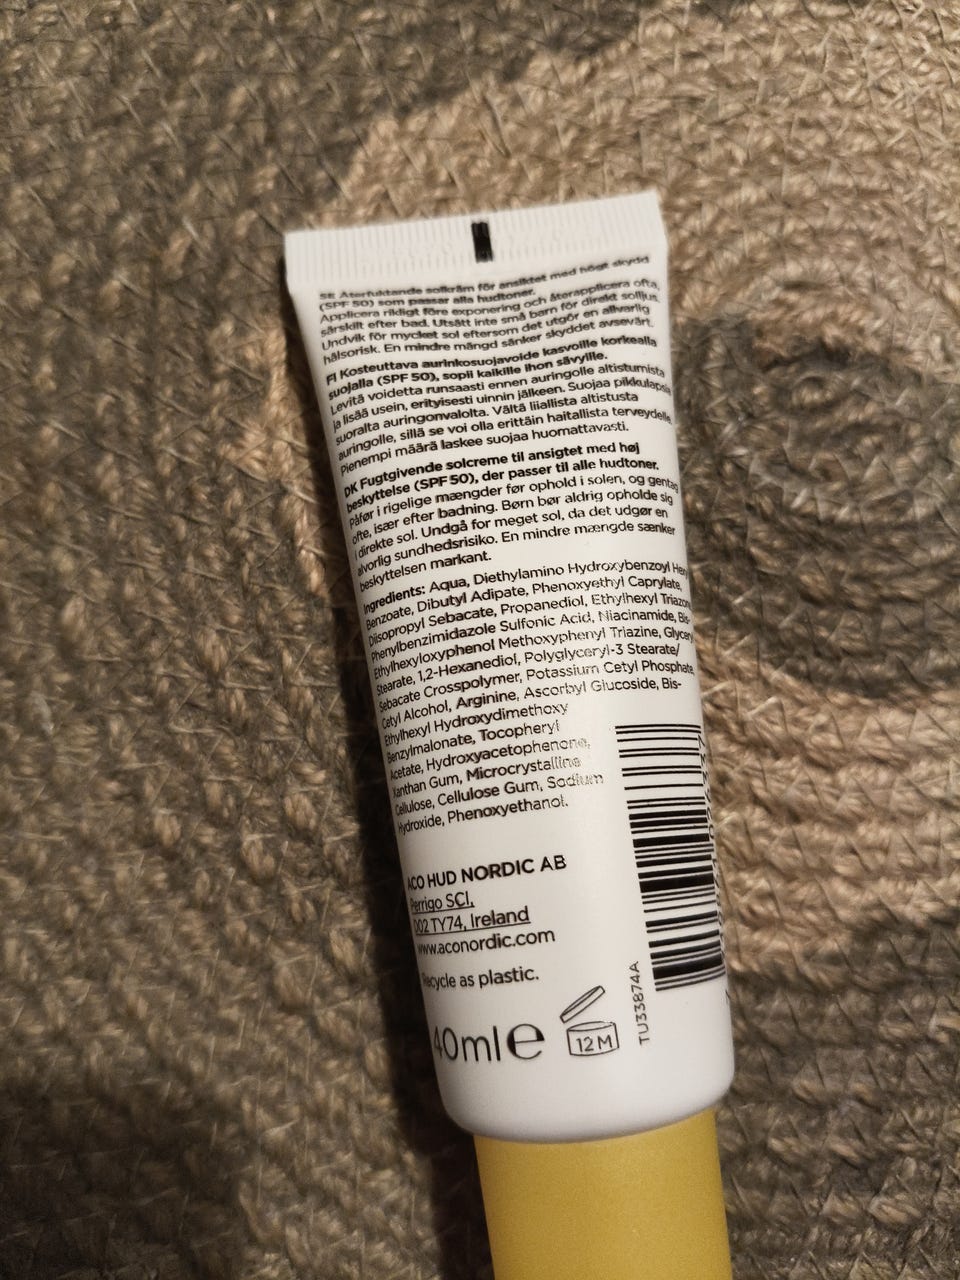 SE Återfuktande solkräm för ansiktet med högt skydd
(SPF 50) som passar alla hudtoner.
Applicera rikligt före exponering och återapplicera ofta,
särskilt efter bad. Utsätt inte små barn för direkt solljus.
Undvik för mycket sol eftersom det utgör en allvarlig
hälsorisk. En mindre mängd sänker skyddet avsevärt.
FI Kosteuttava aurinkosuojavoide kasvoille korkealla
suojalla (SPF 50), sopii kaikille ihon sävyille.
Levitä voidetta runsaasti ennen auringolle altistumista
ja lisää usein, erityisesti uinnin jälkeen. Suojaa pikkulapsia
suoralta auringonvalolta. Vältä liiallista altistusta
auringolle, sillä se voi olla erittäin haitallista terveydelle.
Pienempi määrä laskee suojaa huomattavasti.
DK Fugtgivende solcreme til ansigtet med høj
beskyttelse (SPF 50), der passer til alle hudtoner.
Påfør i rigelige mængder før ophold i solen, og gentag
ofte, især efter badning. Børn bør aldrig opholde sig
i direkte sol. Undgå for meget sol, da det udgør en
alvorlig sundhedsrisiko. En mindre mængde sænker
beskyttelsen markant.
Ingredients: Aqua, Diethylamino Hydroxybenzoyl Hexyl
Benzoate, Dibutyl Adipate, Phenoxyethyl Caprylate,
Diisopropyl Sebacate, Propanediol, Ethylhexyl Triazone,
Phenylbenzimidazole Sulfonic Acid, Niacinamide, Bis-
Ethylhexyloxyphenol Methoxyphenyl Triazine, Glyceryl
Stearate, 1,2-Hexanediol, Polyglyceryl-3 Stearate/
Sebacate Crosspolymer, Potassium Cetyl Phosphate,
Cetyl Alcohol, Arginine, Ascorbyl Glucoside, Bis-
Ethylhexyl Hydroxydimethoxy
Benzylmalonate, Tocopheryl
Acetate, Hydroxyacetophenone,
Xanthan Gum, Microcrystalline
Cellulose, Cellulose Gum, Sodium
Hydroxide, Phenoxyethanol.
ACO HUD NORDIC AB
Perrigo SCI,
D02 TY74, Ireland
www.aconordic.com
Recycle as plastic.
40ml e
12M
TU33874A